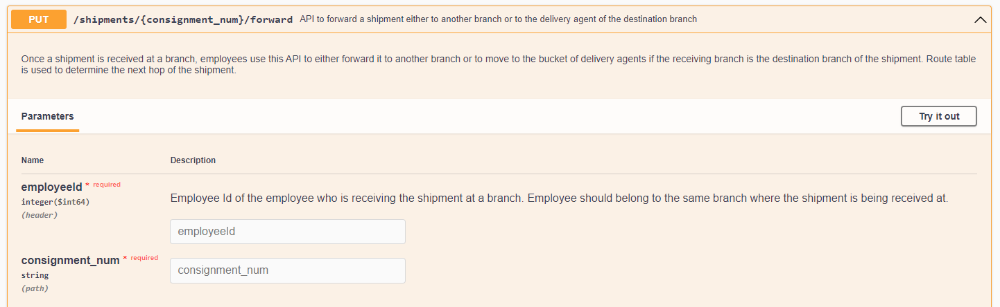 PUT /shipments/{consignment_num}/forward API to forward a shipment either to another branch or to the delivery agent of the destination branch
Once a shipment is received at a branch, employees use this API to either forward it to another branch or to move to the bucket of delivery agents if the receiving branch is the destination branch of the shipment. Route table
is used to determine the next hop of the shipment.
Parameters Try it out
Name Description
employeeId * required
integer($int64)
(header)
Employee Id of the employee who is receiving the shipment at a branch. Employee should belong to the same branch where the shipment is being received at.
employeeId
consignment_num * required
string
(path)
consignment_num